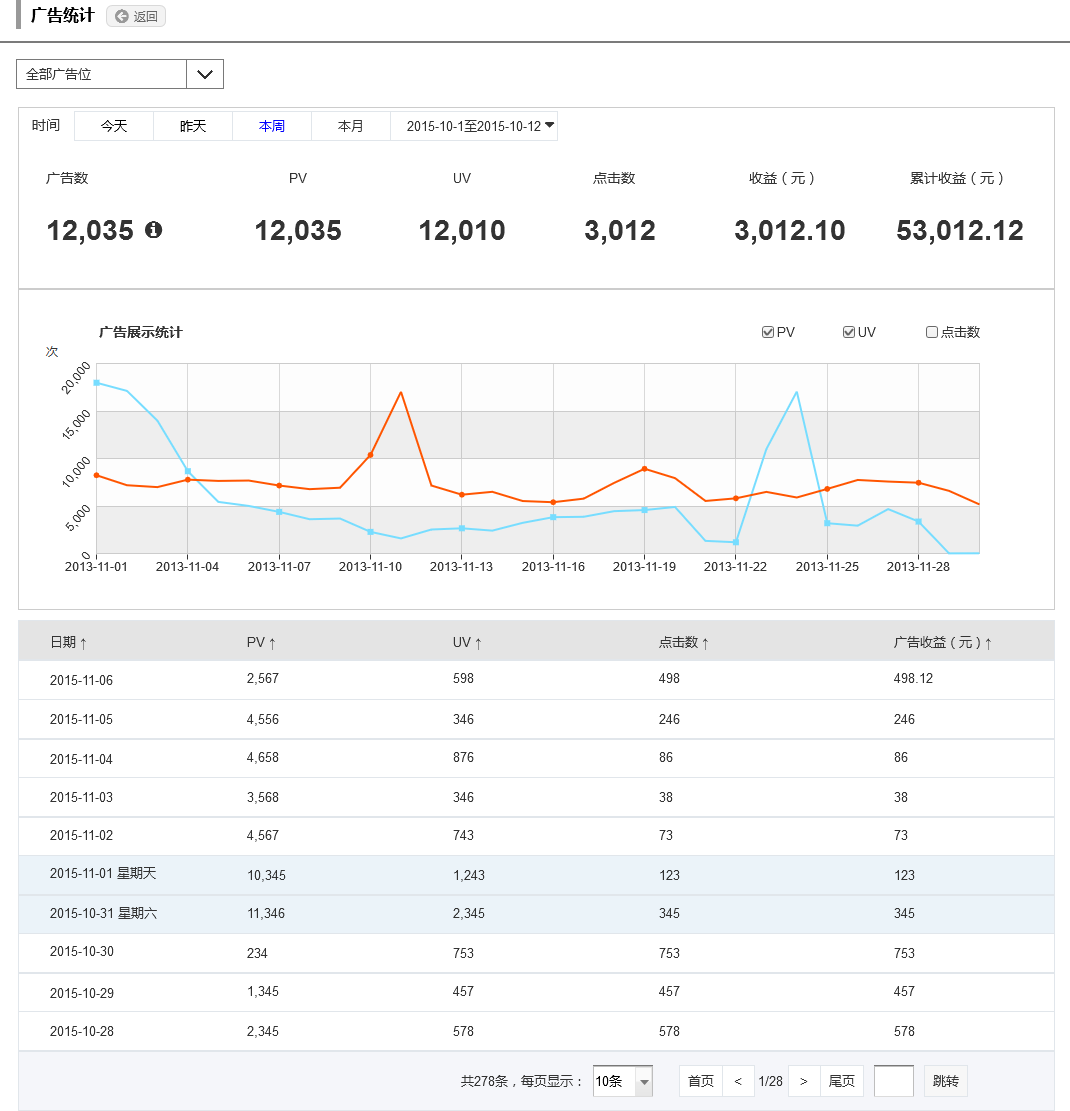 广告统计 返回
全部广告位
时间 今天 昨天 本周 本月 2015-10-1至2015-10-12
广告数 PV UV 点击数 收益（元） 累计收益（元）
12,035 12,035 12,010 3,012 3,012.10 53,012.12
广告展示统计 PV UV 点击数
次
20,000
15,000
10,000
5,000
0
2013-11-01 2013-11-04 2013-11-07 2013-11-10 2013-11-13 2013-11-16 2013-11-19 2013-11-22 2013-11-25 2013-11-28
日期↑ PV↑ UV↑ 点击数↑ 广告收益（元）↑
2015-11-06 2,567 598 498 498.12
2015-11-05 4,556 346 246 246
2015-11-04 4,658 876 86 86
2015-11-03 3,568 346 38 38
2015-11-02 4,567 743 73 73
2015-11-01 星期天 10,345 1,243 123 123
2015-10-31 星期六 11,346 2,345 345 345
2015-10-30 234 753 753 753
2015-10-29 1,345 457 457 457
2015-10-28 2,345 578 578 578
共278条，每页显示： 10条 首页 < 1/28 > 尾页 跳转